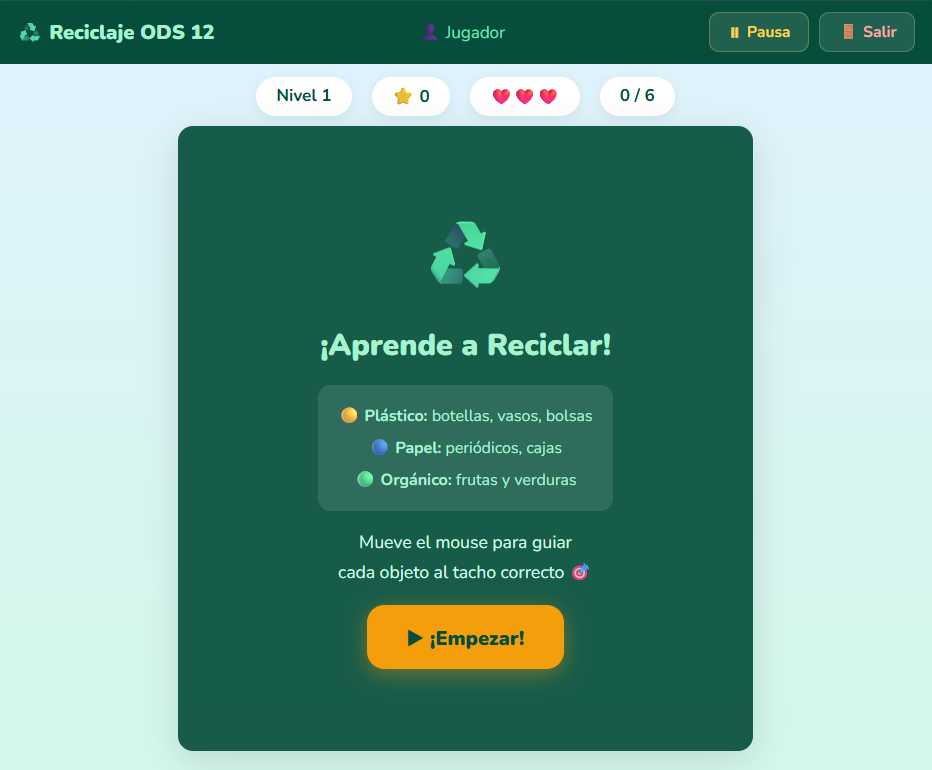 Reciclaje ODS 12
Jugador
Pausa
Salir
Nivel 1
0
0 / 6
¡Aprende a Reciclar!
Plástico: botellas, vasos, bolsas
Papel: periódicos, cajas
Orgánico: frutas y verduras
Mueve el mouse para guiar
cada objeto al tacho correcto
¡Empezar!